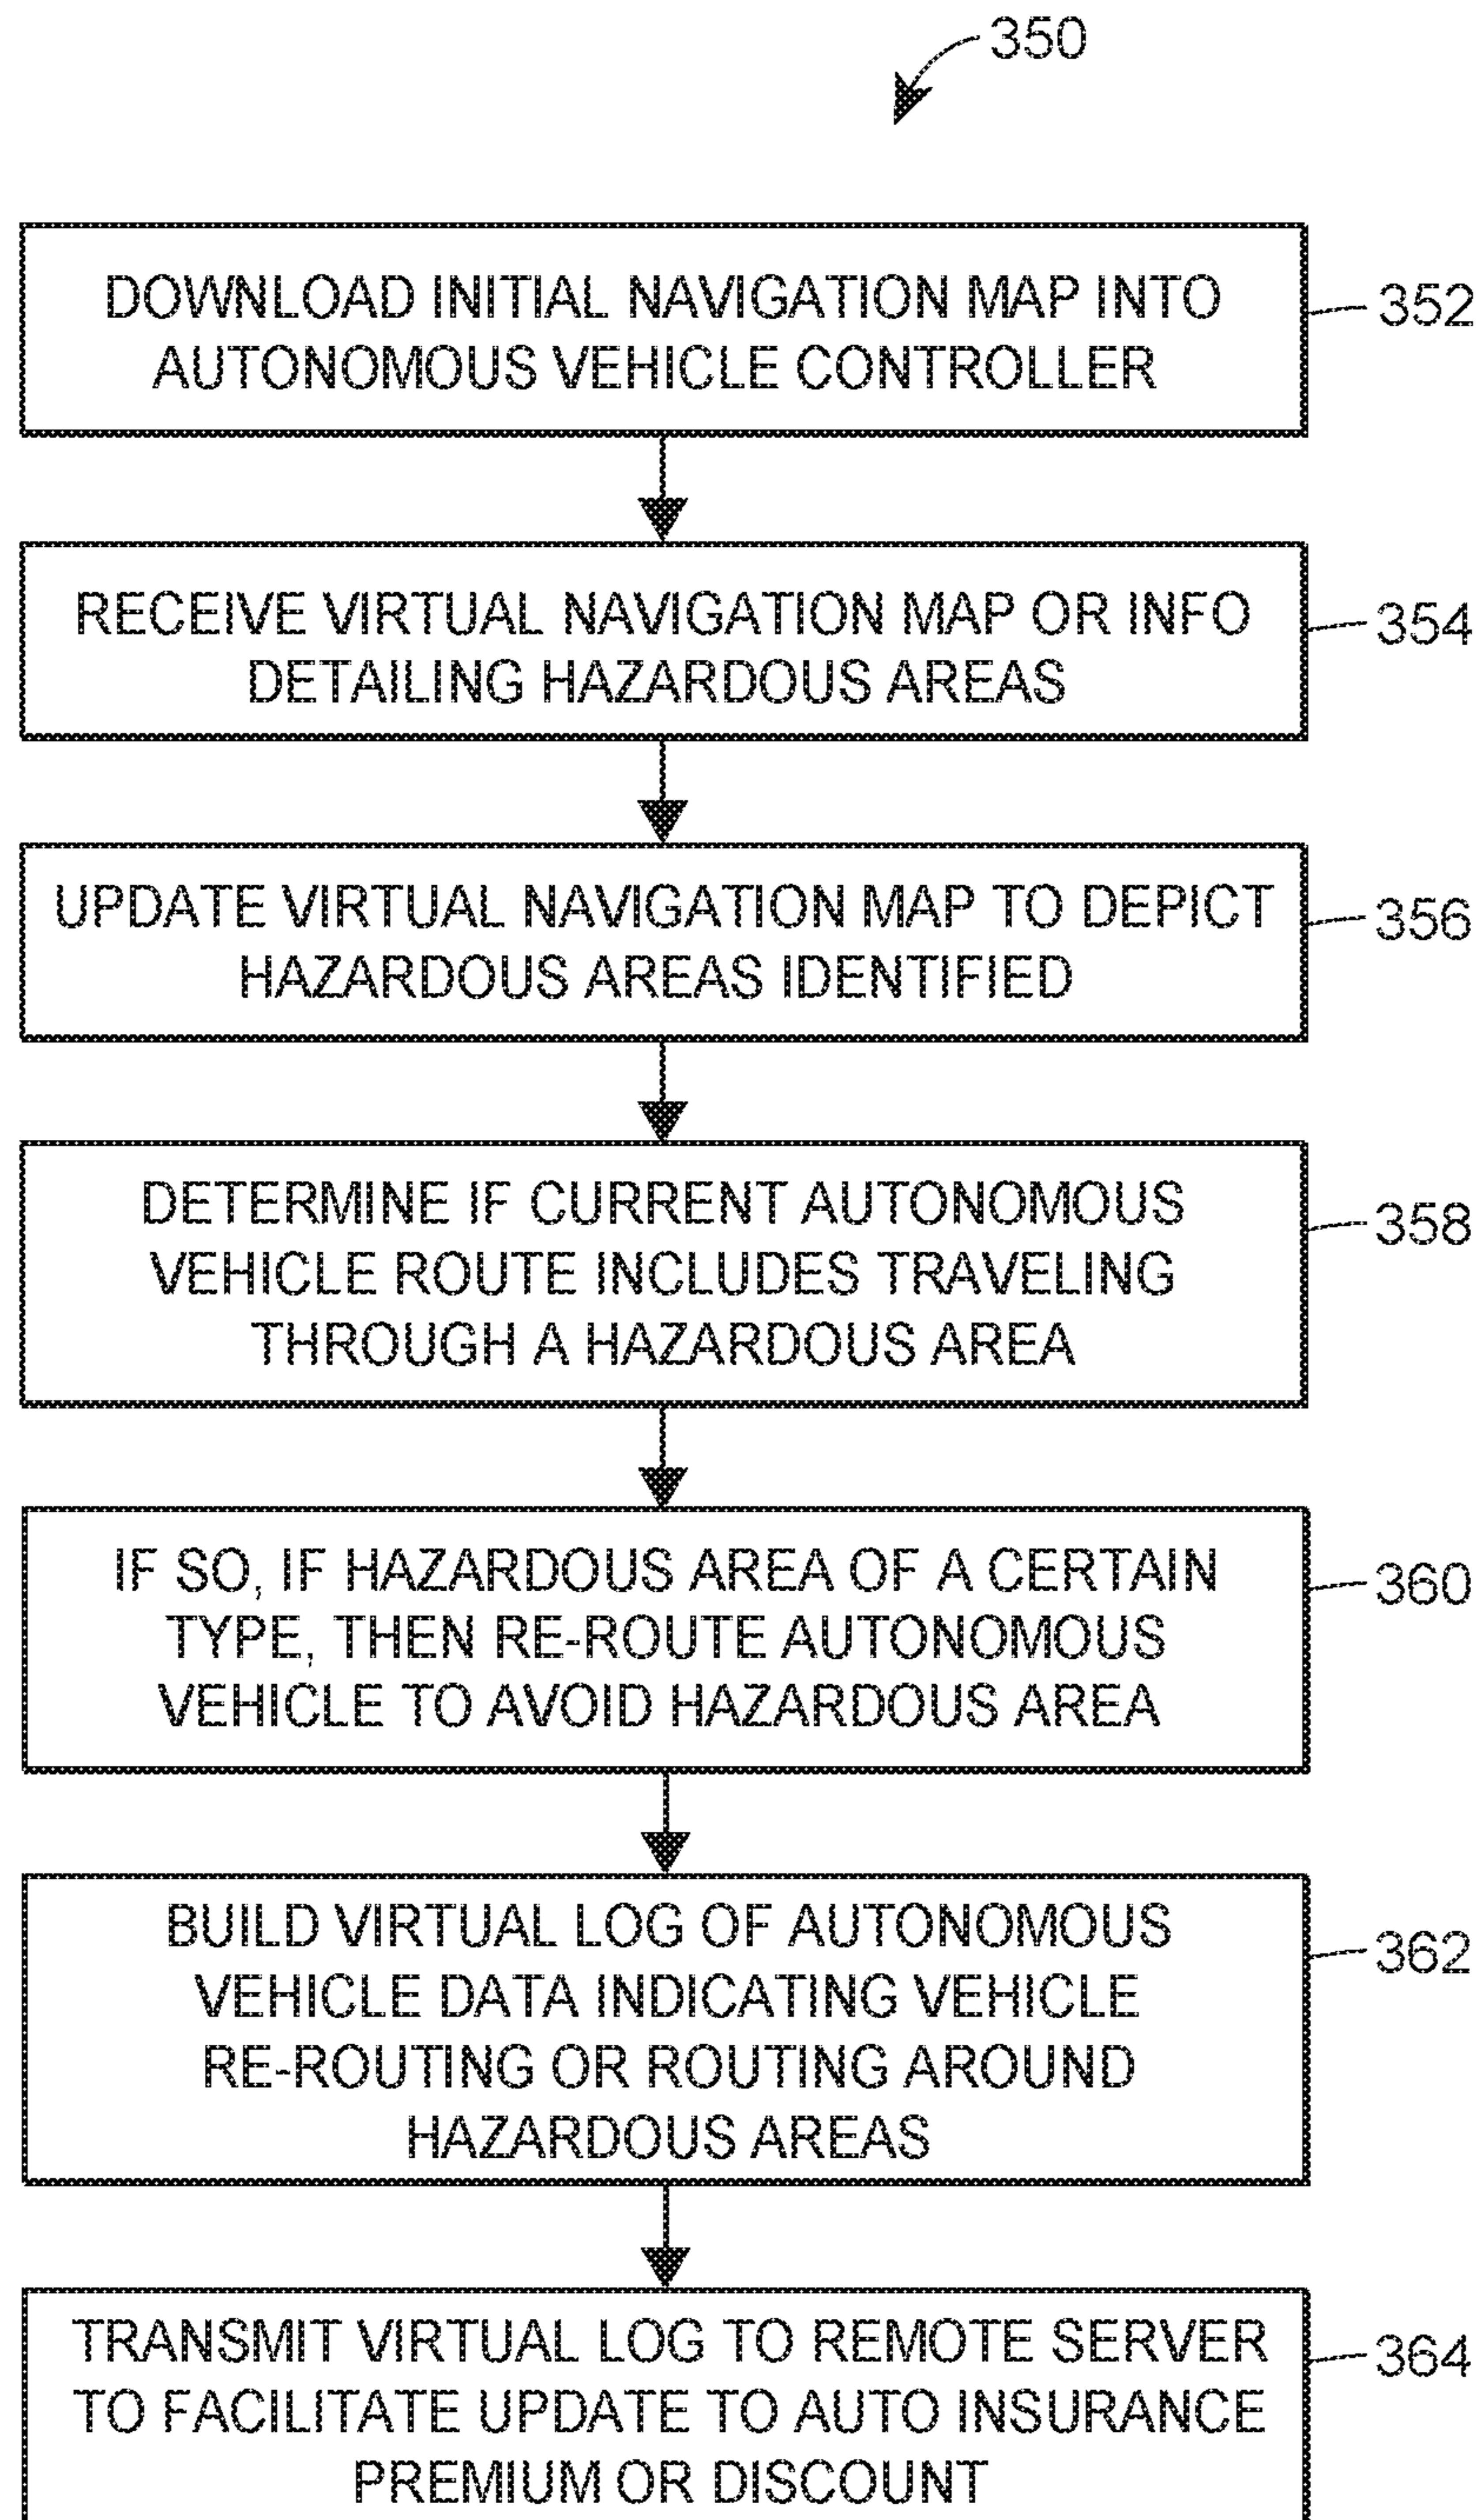 350
DOWNLOAD INITIAL NAVIGATION MAP INTO
AUTONOMOUS VEHICLE CONTROLLER
352
RECEIVE VIRTUAL NAVIGATION MAP OR INFO
DETAILING HAZARDOUS AREAS
354
UPDATE VIRTUAL NAVIGATION MAP TO DEPICT
HAZARDOUS AREAS IDENTIFIED
356
DETERMINE IF CURRENT AUTONOMOUS
VEHICLE ROUTE INCLUDES TRAVELING
THROUGH A HAZARDOUS AREA
358
IF SO, IF HAZARDOUS AREA OF A CERTAIN
TYPE, THEN RE-ROUTE AUTONOMOUS
VEHICLE TO AVOID HAZARDOUS AREA
360
BUILD VIRTUAL LOG OF AUTONOMOUS
VEHICLE DATA INDICATING VEHICLE
RE-ROUTING OR ROUTING AROUND
HAZARDOUS AREAS
362
TRANSMIT VIRTUAL LOG TO REMOTE SERVER
TO FACILITATE UPDATE TO AUTO INSURANCE
PREMIUM OR DISCOUNT
364